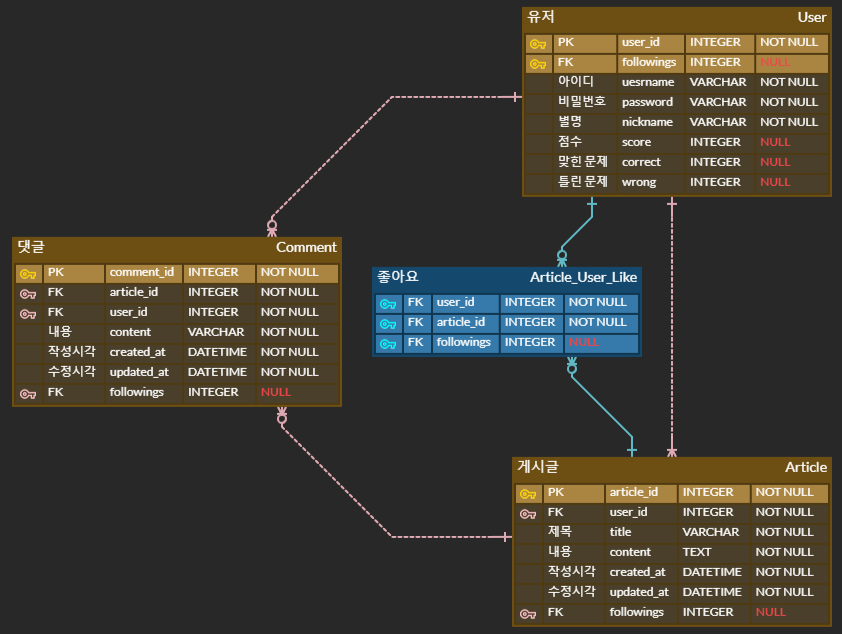 유저 User
PK user_id INTEGER NOT NULL
FK followings INTEGER NULL
아이디 uesrname VARCHAR NOT NULL
비밀번호 password VARCHAR NOT NULL
별명 nickname VARCHAR NOT NULL
점수 score INTEGER NULL
맞힌 문제 correct INTEGER NULL
틀린 문제 wrong INTEGER NULL
댓글 Comment
PK comment_id INTEGER NOT NULL
FK article_id INTEGER NOT NULL
FK user_id INTEGER NOT NULL
내용 content VARCHAR NOT NULL
작성시각 created_at DATETIME NOT NULL
수정시각 updated_at DATETIME NOT NULL
FK followings INTEGER NULL
좋아요 Article_User_Like
FK user_id INTEGER NOT NULL
FK article_id INTEGER NOT NULL
FK followings INTEGER NULL
게시글 Article
PK article_id INTEGER NOT NULL
FK user_id INTEGER NOT NULL
제목 title VARCHAR NOT NULL
내용 content TEXT NOT NULL
작성시각 created_at DATETIME NOT NULL
수정시각 updated_at DATETIME NOT NULL
FK followings INTEGER NULL